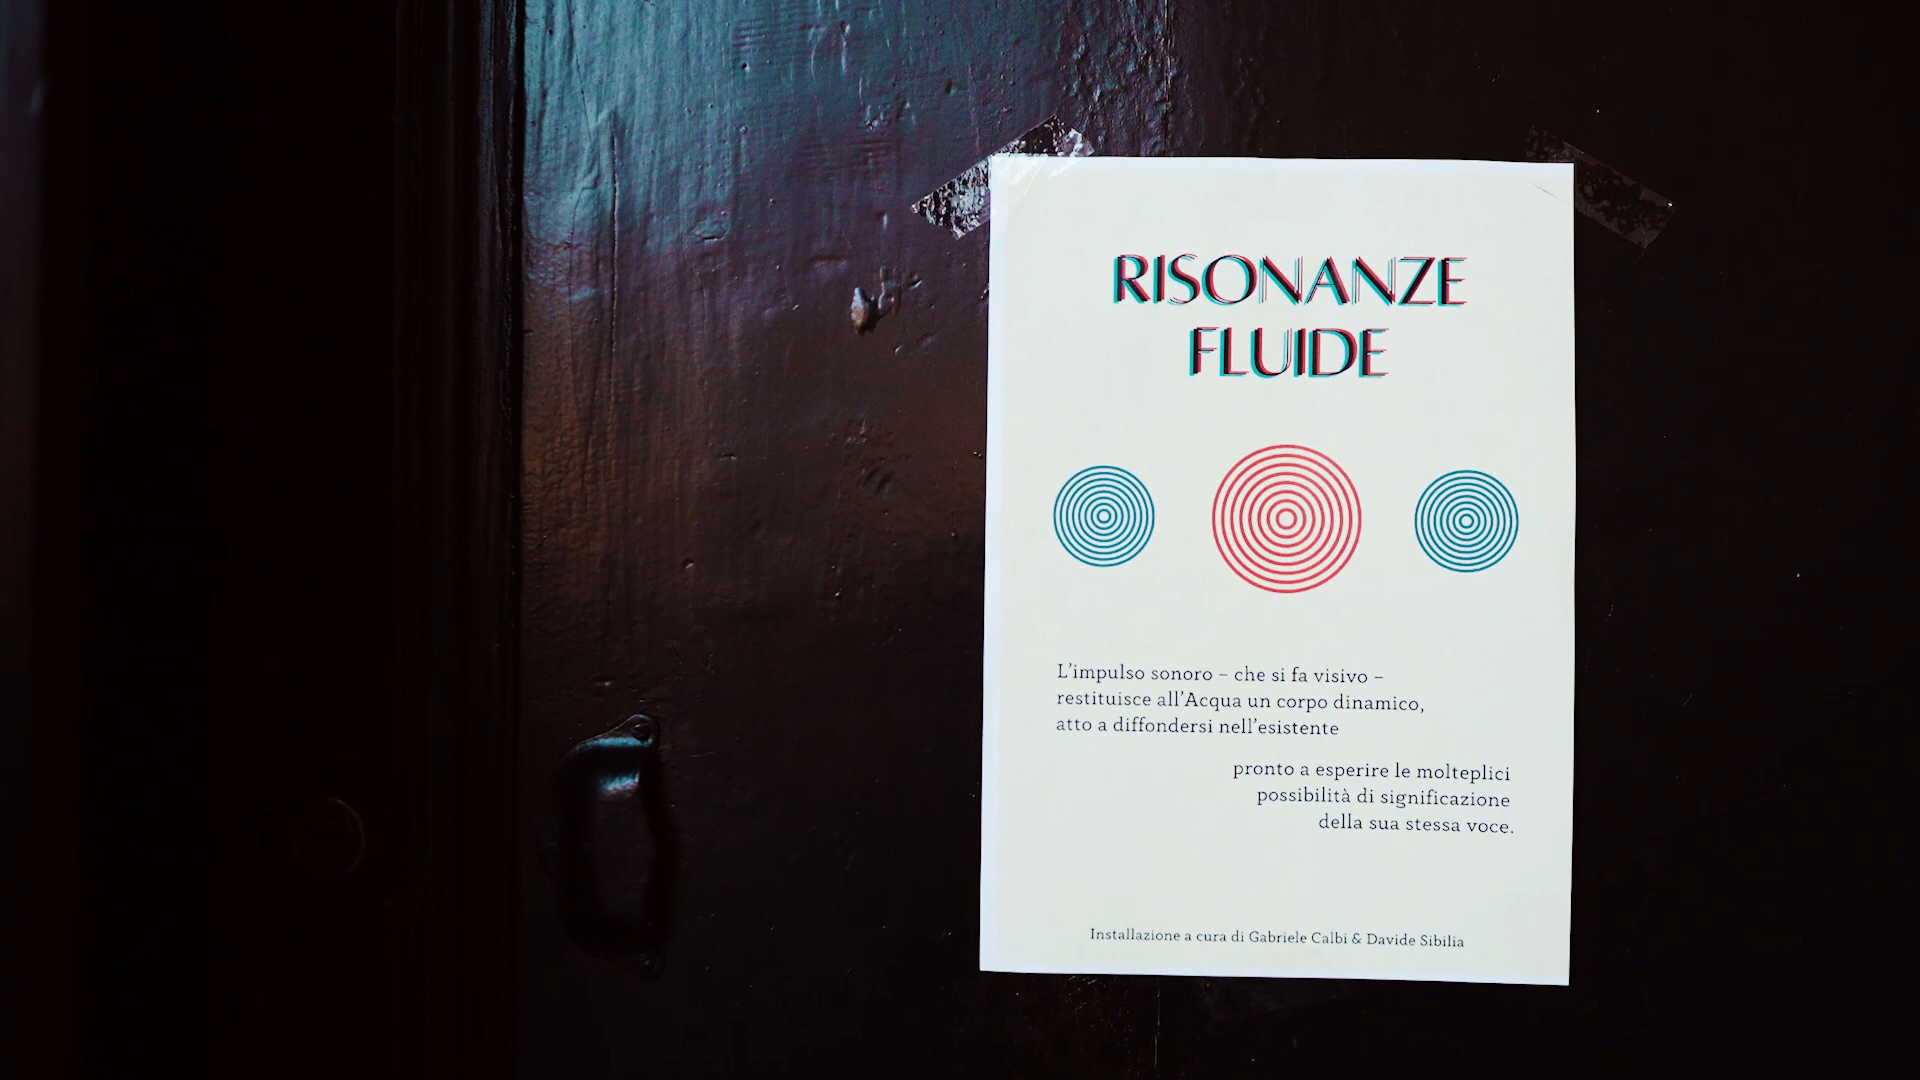 RISONANZE
FLUIDE
L'impulso sonoro – che si fa visivo –
restituisce all'Acqua un corpo dinamico,
atto a diffondersi nell'esistente
pronto a esperire le molteplici
possibilità di significazione
della sua stessa voce.
Installazione a cura di Gabriele Calbi & Davide Sibilia